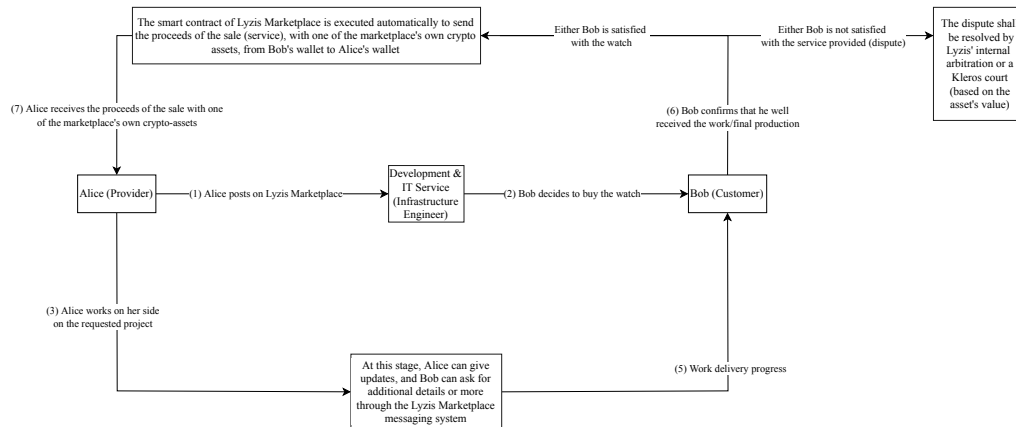 The smart contract of Lyzis Marketplace is executed automatically to send
the proceeds of the sale (service), with one of the marketplace's own crypto
assets, from Bob's wallet to Alice's wallet
Either Bob is satisfied
with the watch
Either Bob is not satisfied
with the service provided (dispute)
The dispute shall
be resolved by
Lyzis' internal
arbitration or a
Kleros court
(based on the
asset's value)
(7) Alice receives the proceeds of the sale with one
of the marketplace's own crypto-assets
(6) Bob confirms that he well
received the work/final production
Alice (Provider)
(1) Alice posts on Lyzis Marketplace
Development &
IT Service
(Infrastructure
Engineer)
(2) Bob decides to buy the watch
Bob (Customer)
(3) Alice works on her side
on the requested project
At this stage, Alice can give
updates, and Bob can ask for
additional details or more
through the Lyzis Marketplace
messaging system
(5) Work delivery progress